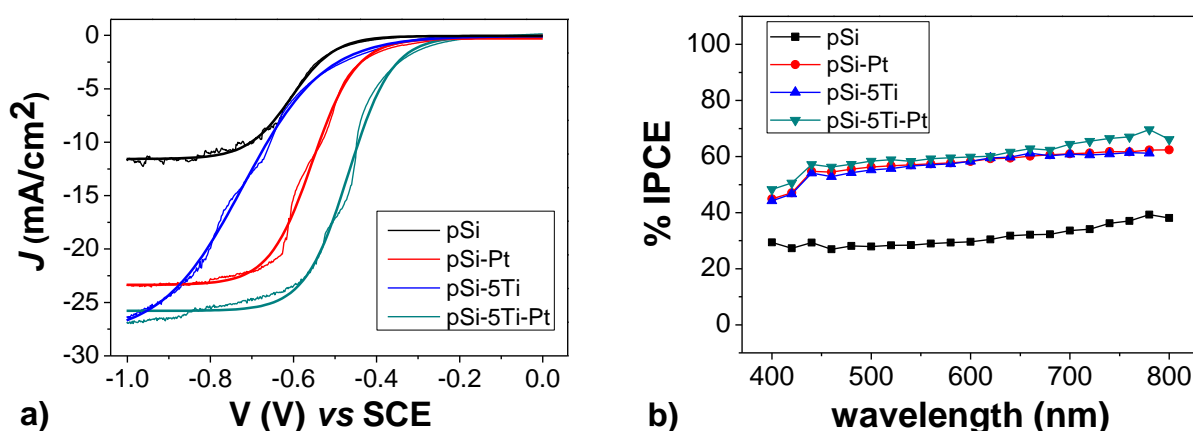 0
-5
-10
-15
-20
-25
-30
J (mA/cm2)
pSi
pSi-Pt
pSi-5Ti
pSi-5Ti-Pt
-1.0 -0.8 -0.6 -0.4 -0.2 0.0
V (V) vs SCE
a)
100
80
60
40
20
0
% IPCE
pSi
pSi-Pt
pSi-5Ti
pSi-5Ti-Pt
400 500 600 700 800
wavelength (nm)
b)